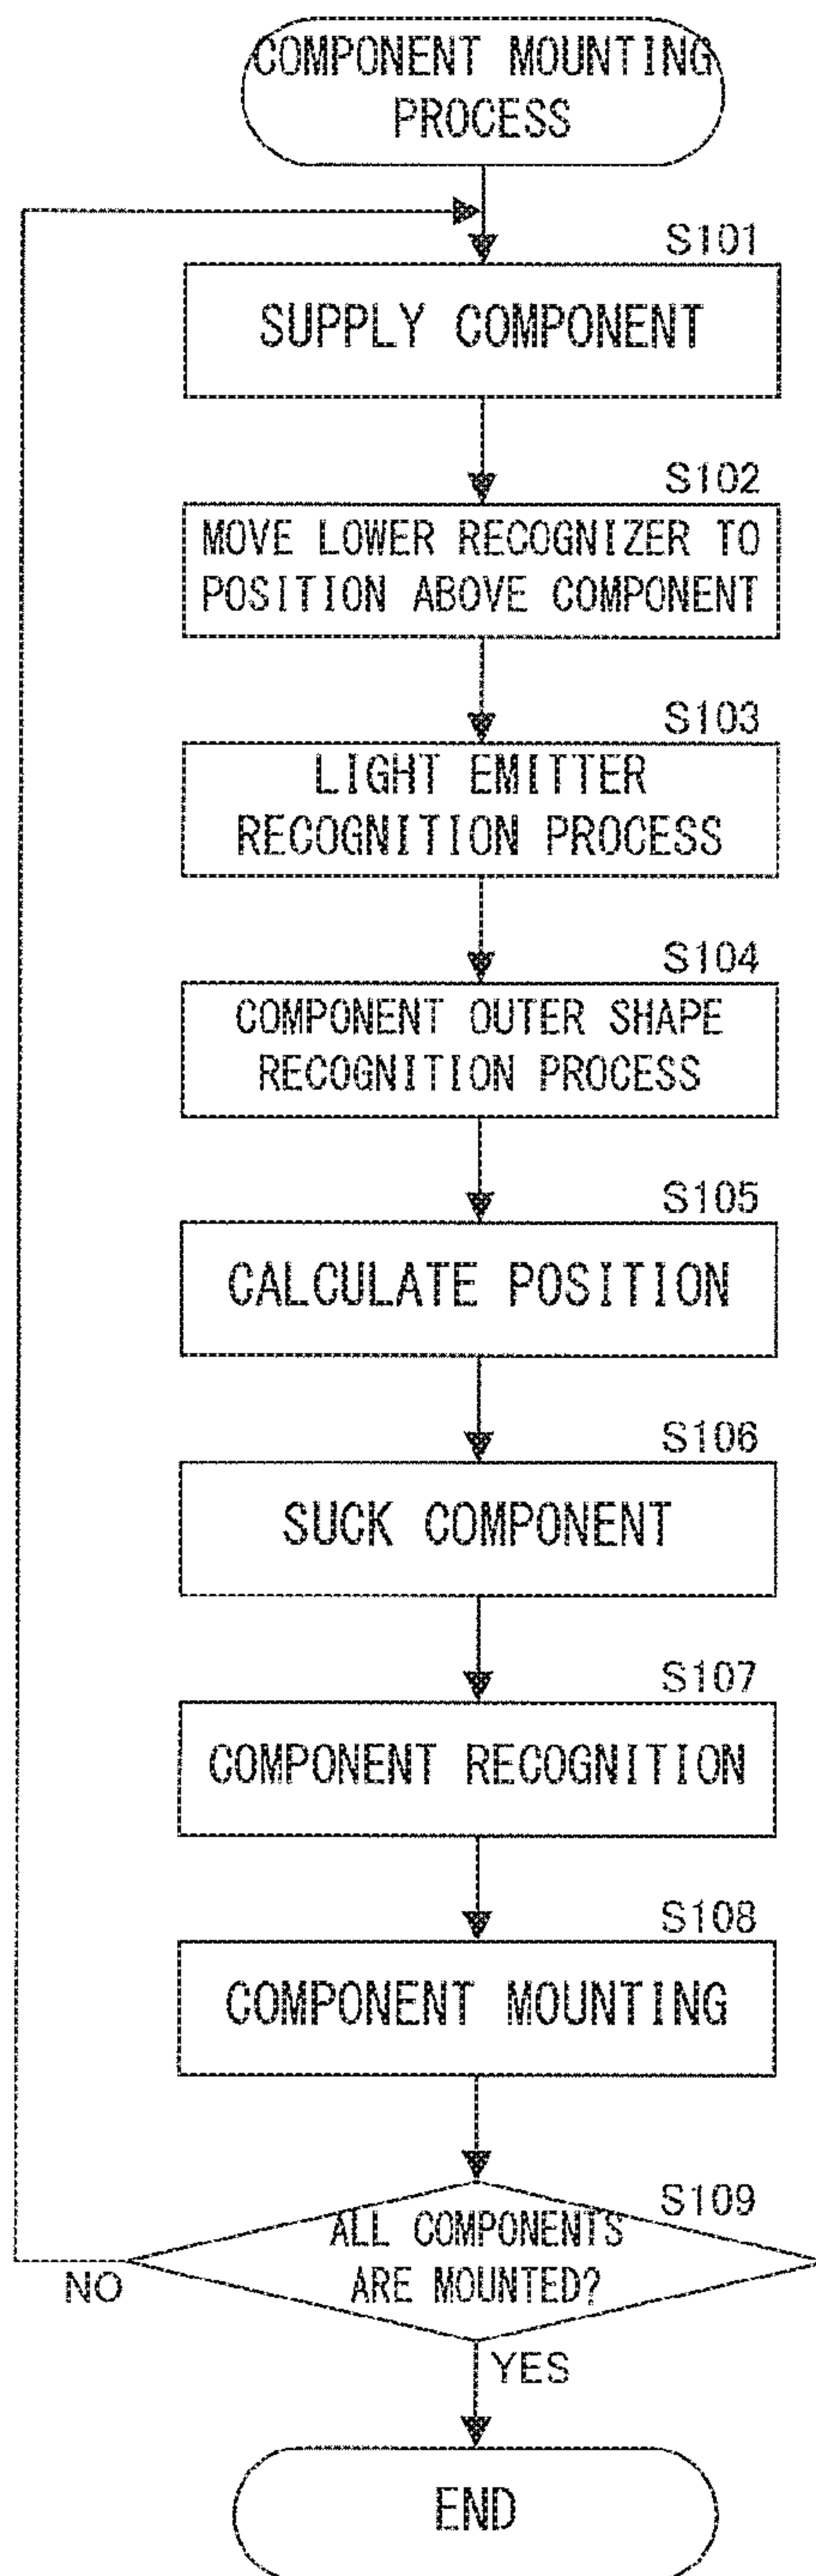 COMPONENT MOUNTING
PROCESS
S101
SUPPLY COMPONENT
S102
MOVE LOWER RECOGNIZER TO
POSITION ABOVE COMPONENT
S103
LIGHT EMITTER
RECOGNITION PROCESS
S104
COMPONENT OUTER SHAPE
RECOGNITION PROCESS
S105
CALCULATE POSITION
S106
SUCK COMPONENT
S107
COMPONENT RECOGNITION
S108
COMPONENT MOUNTING
S109
ALL COMPONENTS
ARE MOUNTED?
NO
YES
END